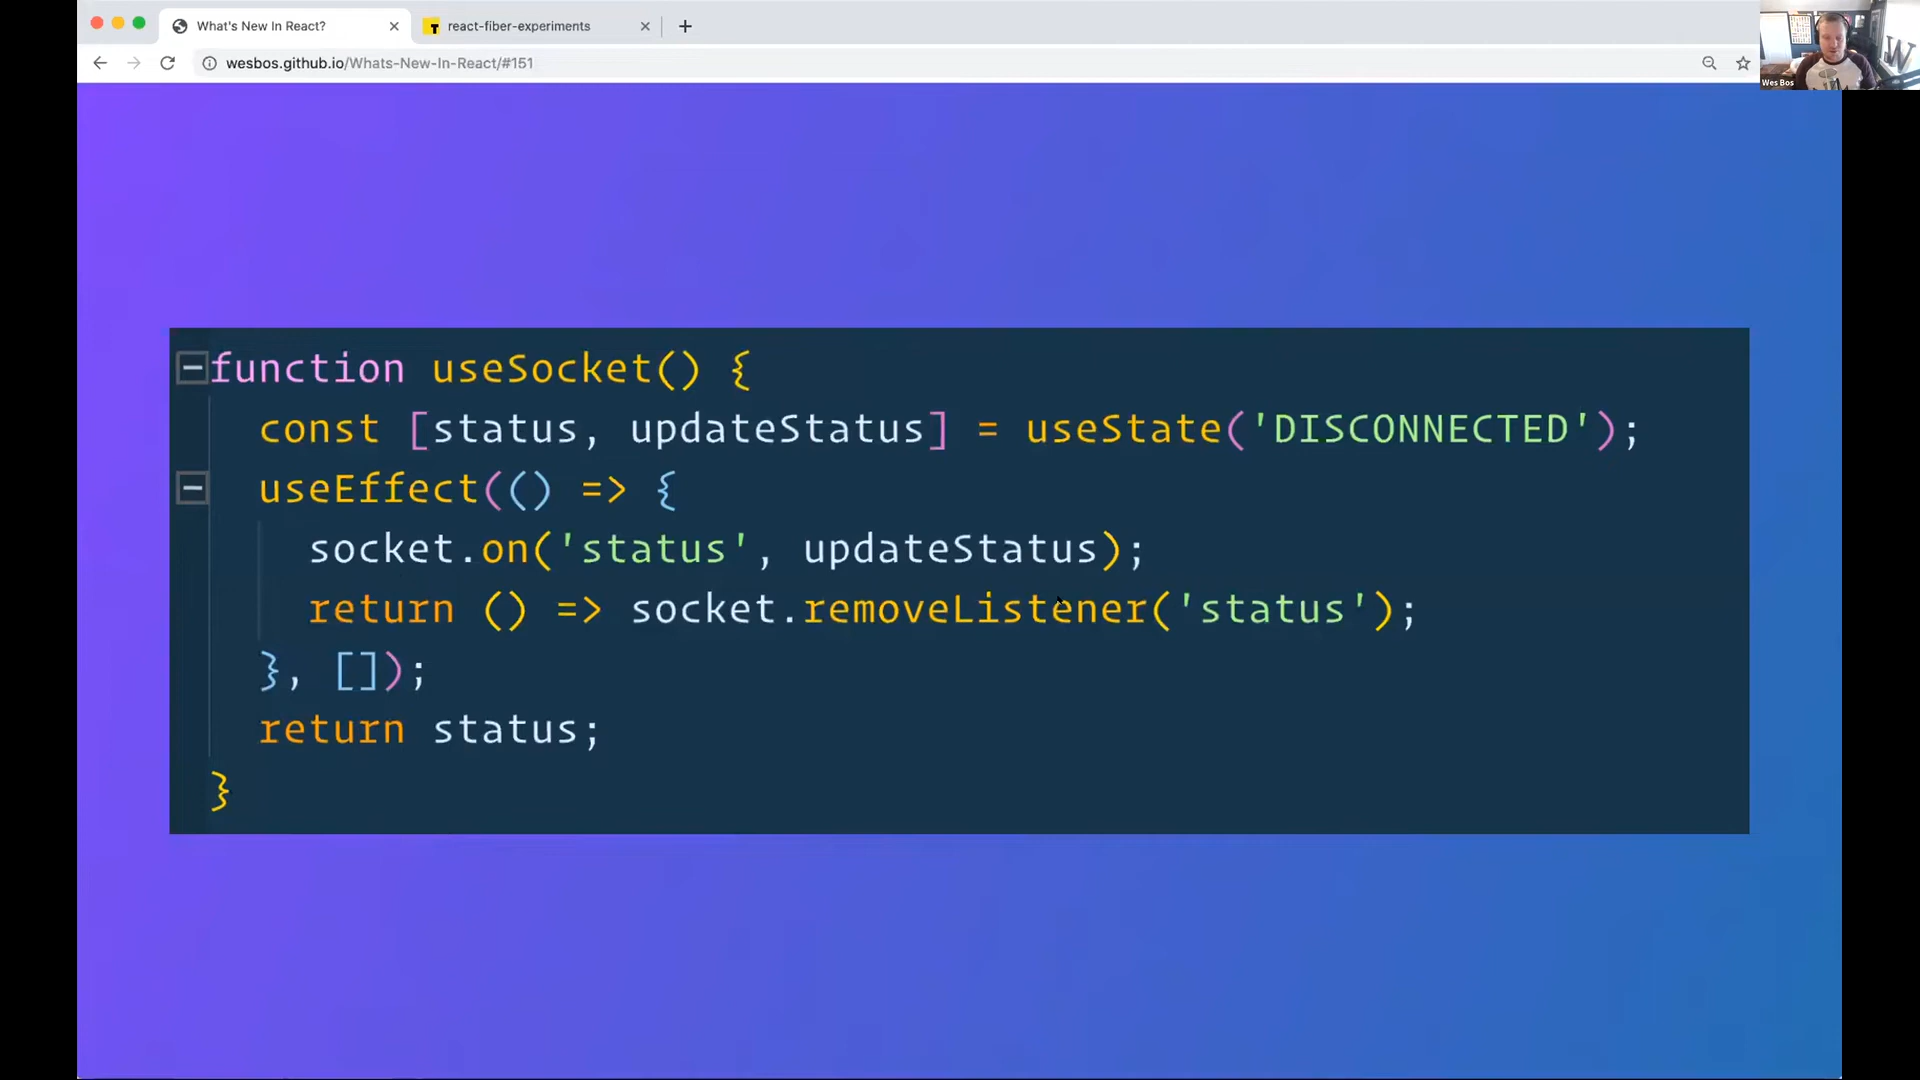 What's New In React?
react-fiber-experiments
wesbos.github.io/Whats-New-In-React/#151
Wes Bos
function useSocket() {
const [status, updateStatus] = useState('DISCONNECTED');
useEffect(() => {
socket.on('status', updateStatus);
return () => socket.removeListener('status');
}, []);
return status;
}